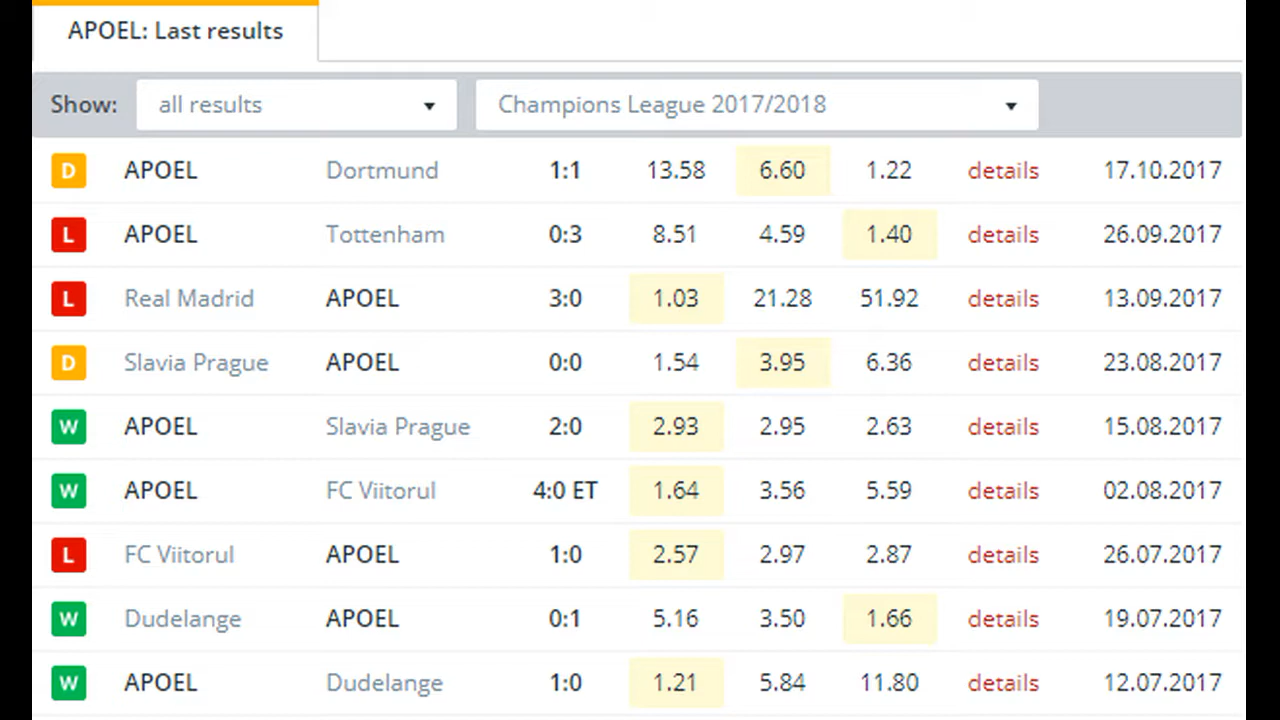 APOEL: Last results
Show: all results Champions League 2017/2018
D APOEL Dortmund 1:1 13.58 6.60 1.22 details 17.10.2017
L APOEL Tottenham 0:3 8.51 4.59 1.40 details 26.09.2017
L Real Madrid APOEL 3:0 1.03 21.28 51.92 details 13.09.2017
D Slavia Prague APOEL 0:0 1.54 3.95 6.36 details 23.08.2017
W APOEL Slavia Prague 2:0 2.93 2.95 2.63 details 15.08.2017
W APOEL FC Viitorul 4:0 ET 1.64 3.56 5.59 details 02.08.2017
L FC Viitorul APOEL 1:0 2.57 2.97 2.87 details 26.07.2017
W Dudelange APOEL 0:1 5.16 3.50 1.66 details 19.07.2017
W APOEL Dudelange 1:0 1.21 5.84 11.80 details 12.07.2017